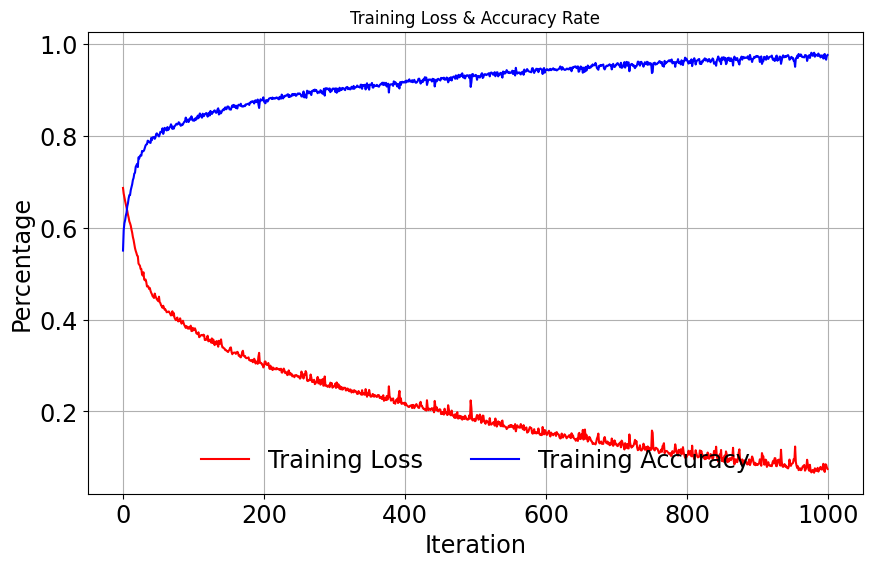 Training Loss & Accuracy Rate
1.0
0.8
0.6
0.4
0.2
Percentage
Training Loss Training Accuracy
0 200 400 600 800 1000
Iteration